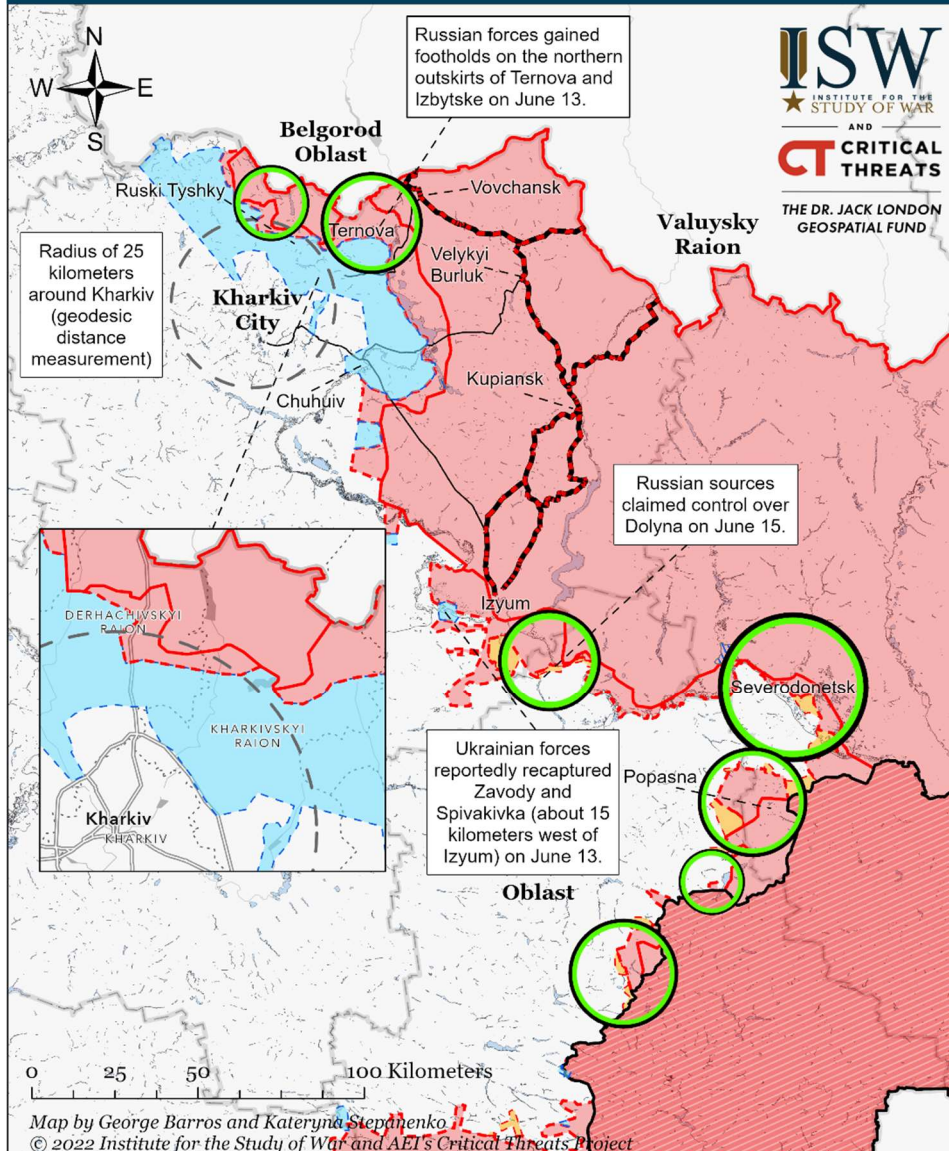 N
W E
S
Russian forces gained
footholds on the northern
outskirts of Ternova and
Izbytske on June 13.
ISW
INSTITUTE FOR THE
STUDY OF WAR
AND
CT CRITICAL
THREATS
THE DR. JACK LONDON
GEOSPATIAL FUND
Belgorod
Oblast
Ruski Tyshky
Vovchansk
Ternova
Valuysky
Raion
Radius of 25
kilometers
around Kharkiv
(geodesic
distance
measurement)
Velykyi
Burluk
Kharkiv
City
Kupiansk
Chuhuiv
Russian sources
claimed control over
Dolyna on June 15.
Izyum
DERHACHIVSKYI
RAION
KHARKIVSKYI
RAION
Kharkiv
KHARKIV
Severodonetsk
Ukrainian forces
reportedly recaptured
Zavody and
Spivakivka (about 15
kilometers west of
Izyum) on June 13.
Popasna
Oblast
0 25 50 100 Kilometers
Map by George Barros and Kateryna Stepanenko
© 2022 Institute for the Study of War and AEI's Critical Threats Project